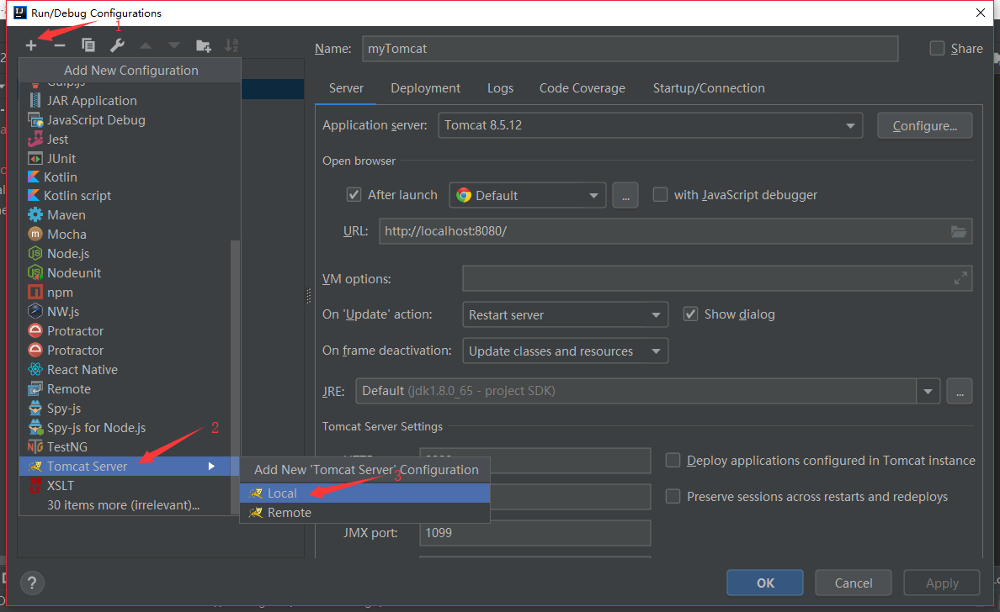 Run/Debug Configurations
1
Add New Configuration
JAR Application
JavaScript Debug
Jest
JUnit
Kotlin
Kotlin script
Maven
Mocha
Node.js
Nodeunit
npm
NW.js
Protractor
Protractor
React Native
Remote
Spy-js
Spy-js for Node.js
2
TestNG
Tomcat Server
XSLT
30 items more (irrelevant)...
Add New 'Tomcat Server' Configuration
3
Local
Remote
Name: myTomcat Share
Server Deployment Logs Code Coverage Startup/Connection
Application server: Tomcat 8.5.12 Configure...
Open browser
After launch Default ... with JavaScript debugger
URL: http://localhost:8080/
VM options:
On 'Update' action: Restart server Show dialog
On frame deactivation: Update classes and resources
JRE: Default (jdk1.8.0_65 - project SDK) ...
Tomcat Server Settings
Deploy applications configured in Tomcat instance
Preserve sessions across restarts and redeploys
JMX port: 1099
? OK Cancel Apply